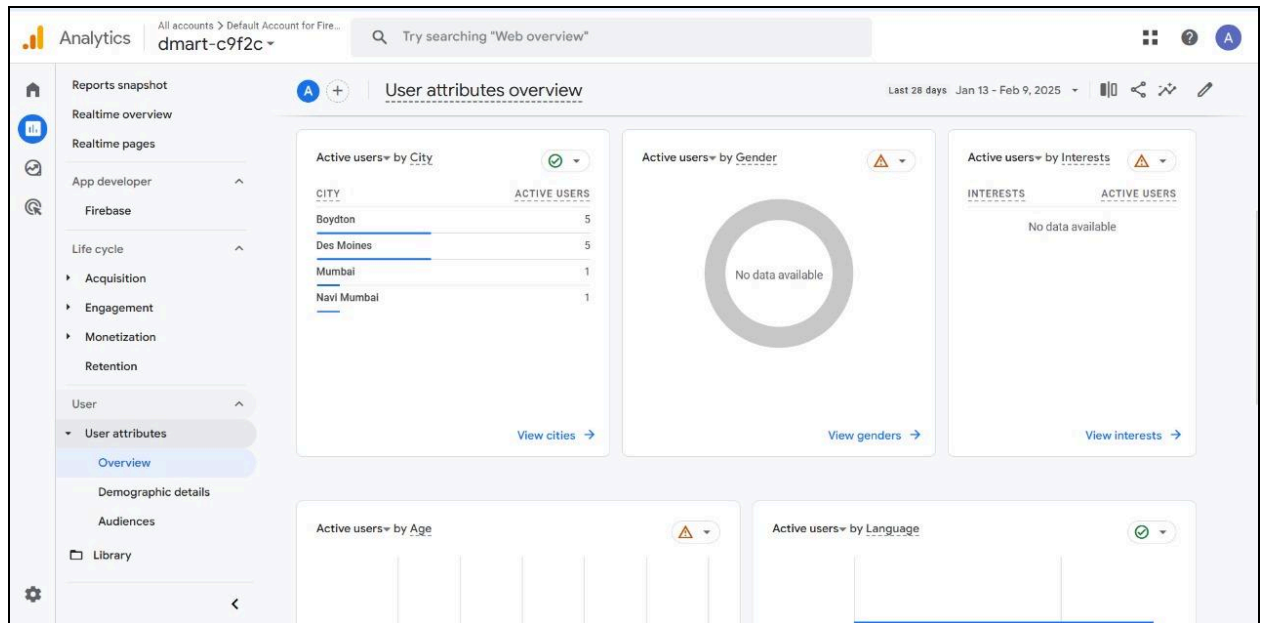 Analytics
All accounts > Default Account for Fire...
dmart-c9f2c
Try searching "Web overview"
A
Reports snapshot
Realtime overview
Realtime pages
App developer
Firebase
Life cycle
Acquisition
Engagement
Monetization
Retention
User
User attributes
Overview
Demographic details
Audiences
Library
A
User attributes overview
Last 28 days Jan 13 - Feb 9, 2025
Active users by City
CITY ACTIVE USERS
Boydton 5
Des Moines 5
Mumbai 1
Navi Mumbai 1
View cities
Active users by Gender
No data available
View genders
Active users by Interests
INTERESTS ACTIVE USERS
No data available
View interests
Active users by Age
Active users by Language